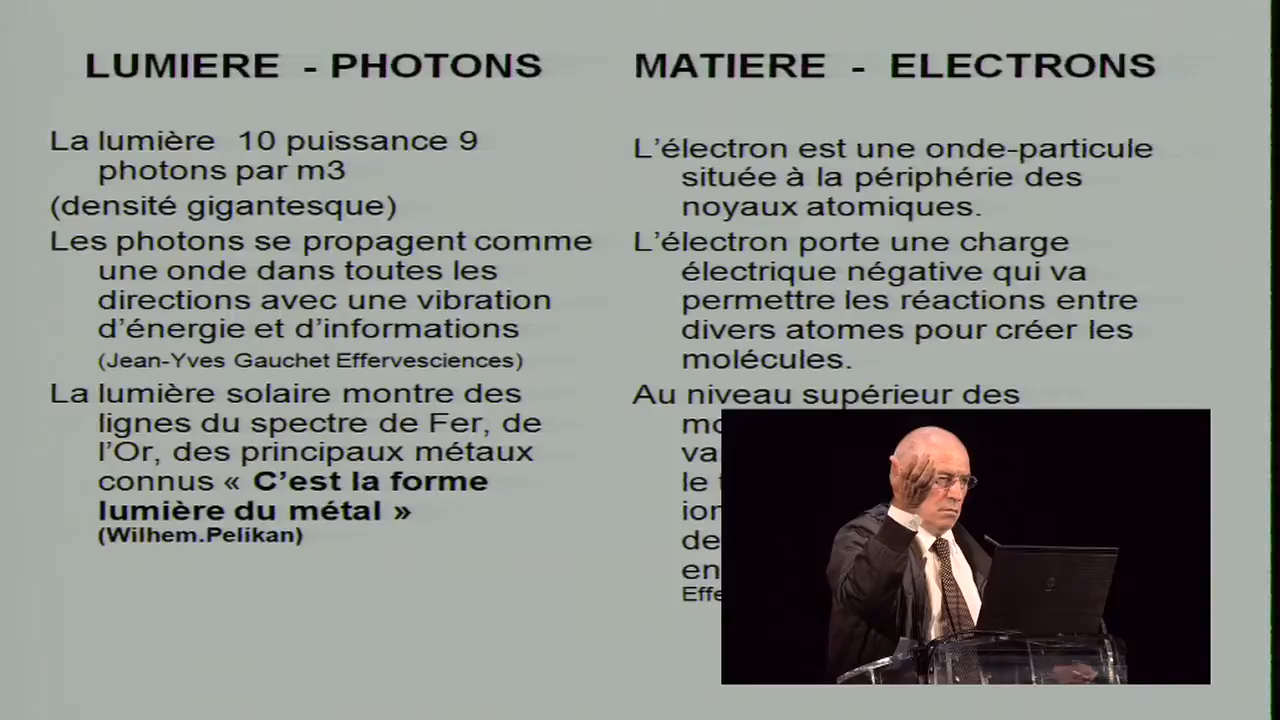 LUMIERE - PHOTONS
La lumière 10 puissance 9
photons par m3
(densité gigantesque)
Les photons se propagent comme
une onde dans toutes les
directions avec une vibration
d'énergie et d'informations
(Jean-Yves Gauchet Effervesciences)
La lumière solaire montre des
lignes du spectre de Fer, de
l'Or, des principaux métaux
connus « C'est la forme
lumière du métal »
(Wilhem.Pelikan)
MATIERE - ELECTRONS
L'électron est une onde-particule
située à la périphérie des
noyaux atomiques.
L'électron porte une charge
électrique négative qui va
permettre les réactions entre
divers atomes pour créer les
molécules.
Au niveau supérieur des
va
le
de
en